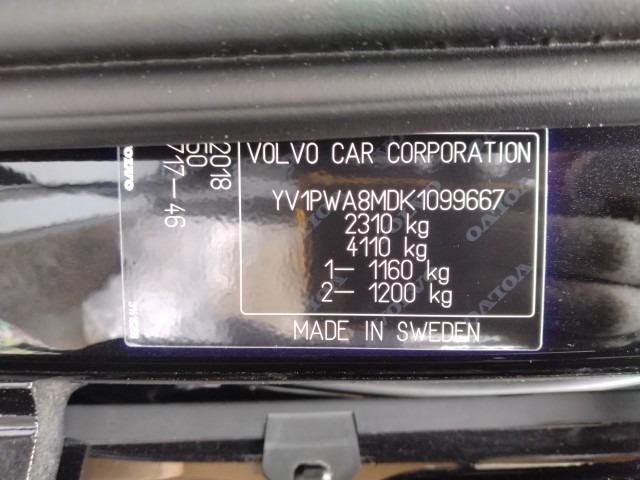 VOLVO CAR CORPORATION
YV1PWA8MDK1099667
2310 kg
4110 kg
1– 1160 kg
2– 1200 kg
MADE IN SWEDEN
2018
717–46
VOLVO